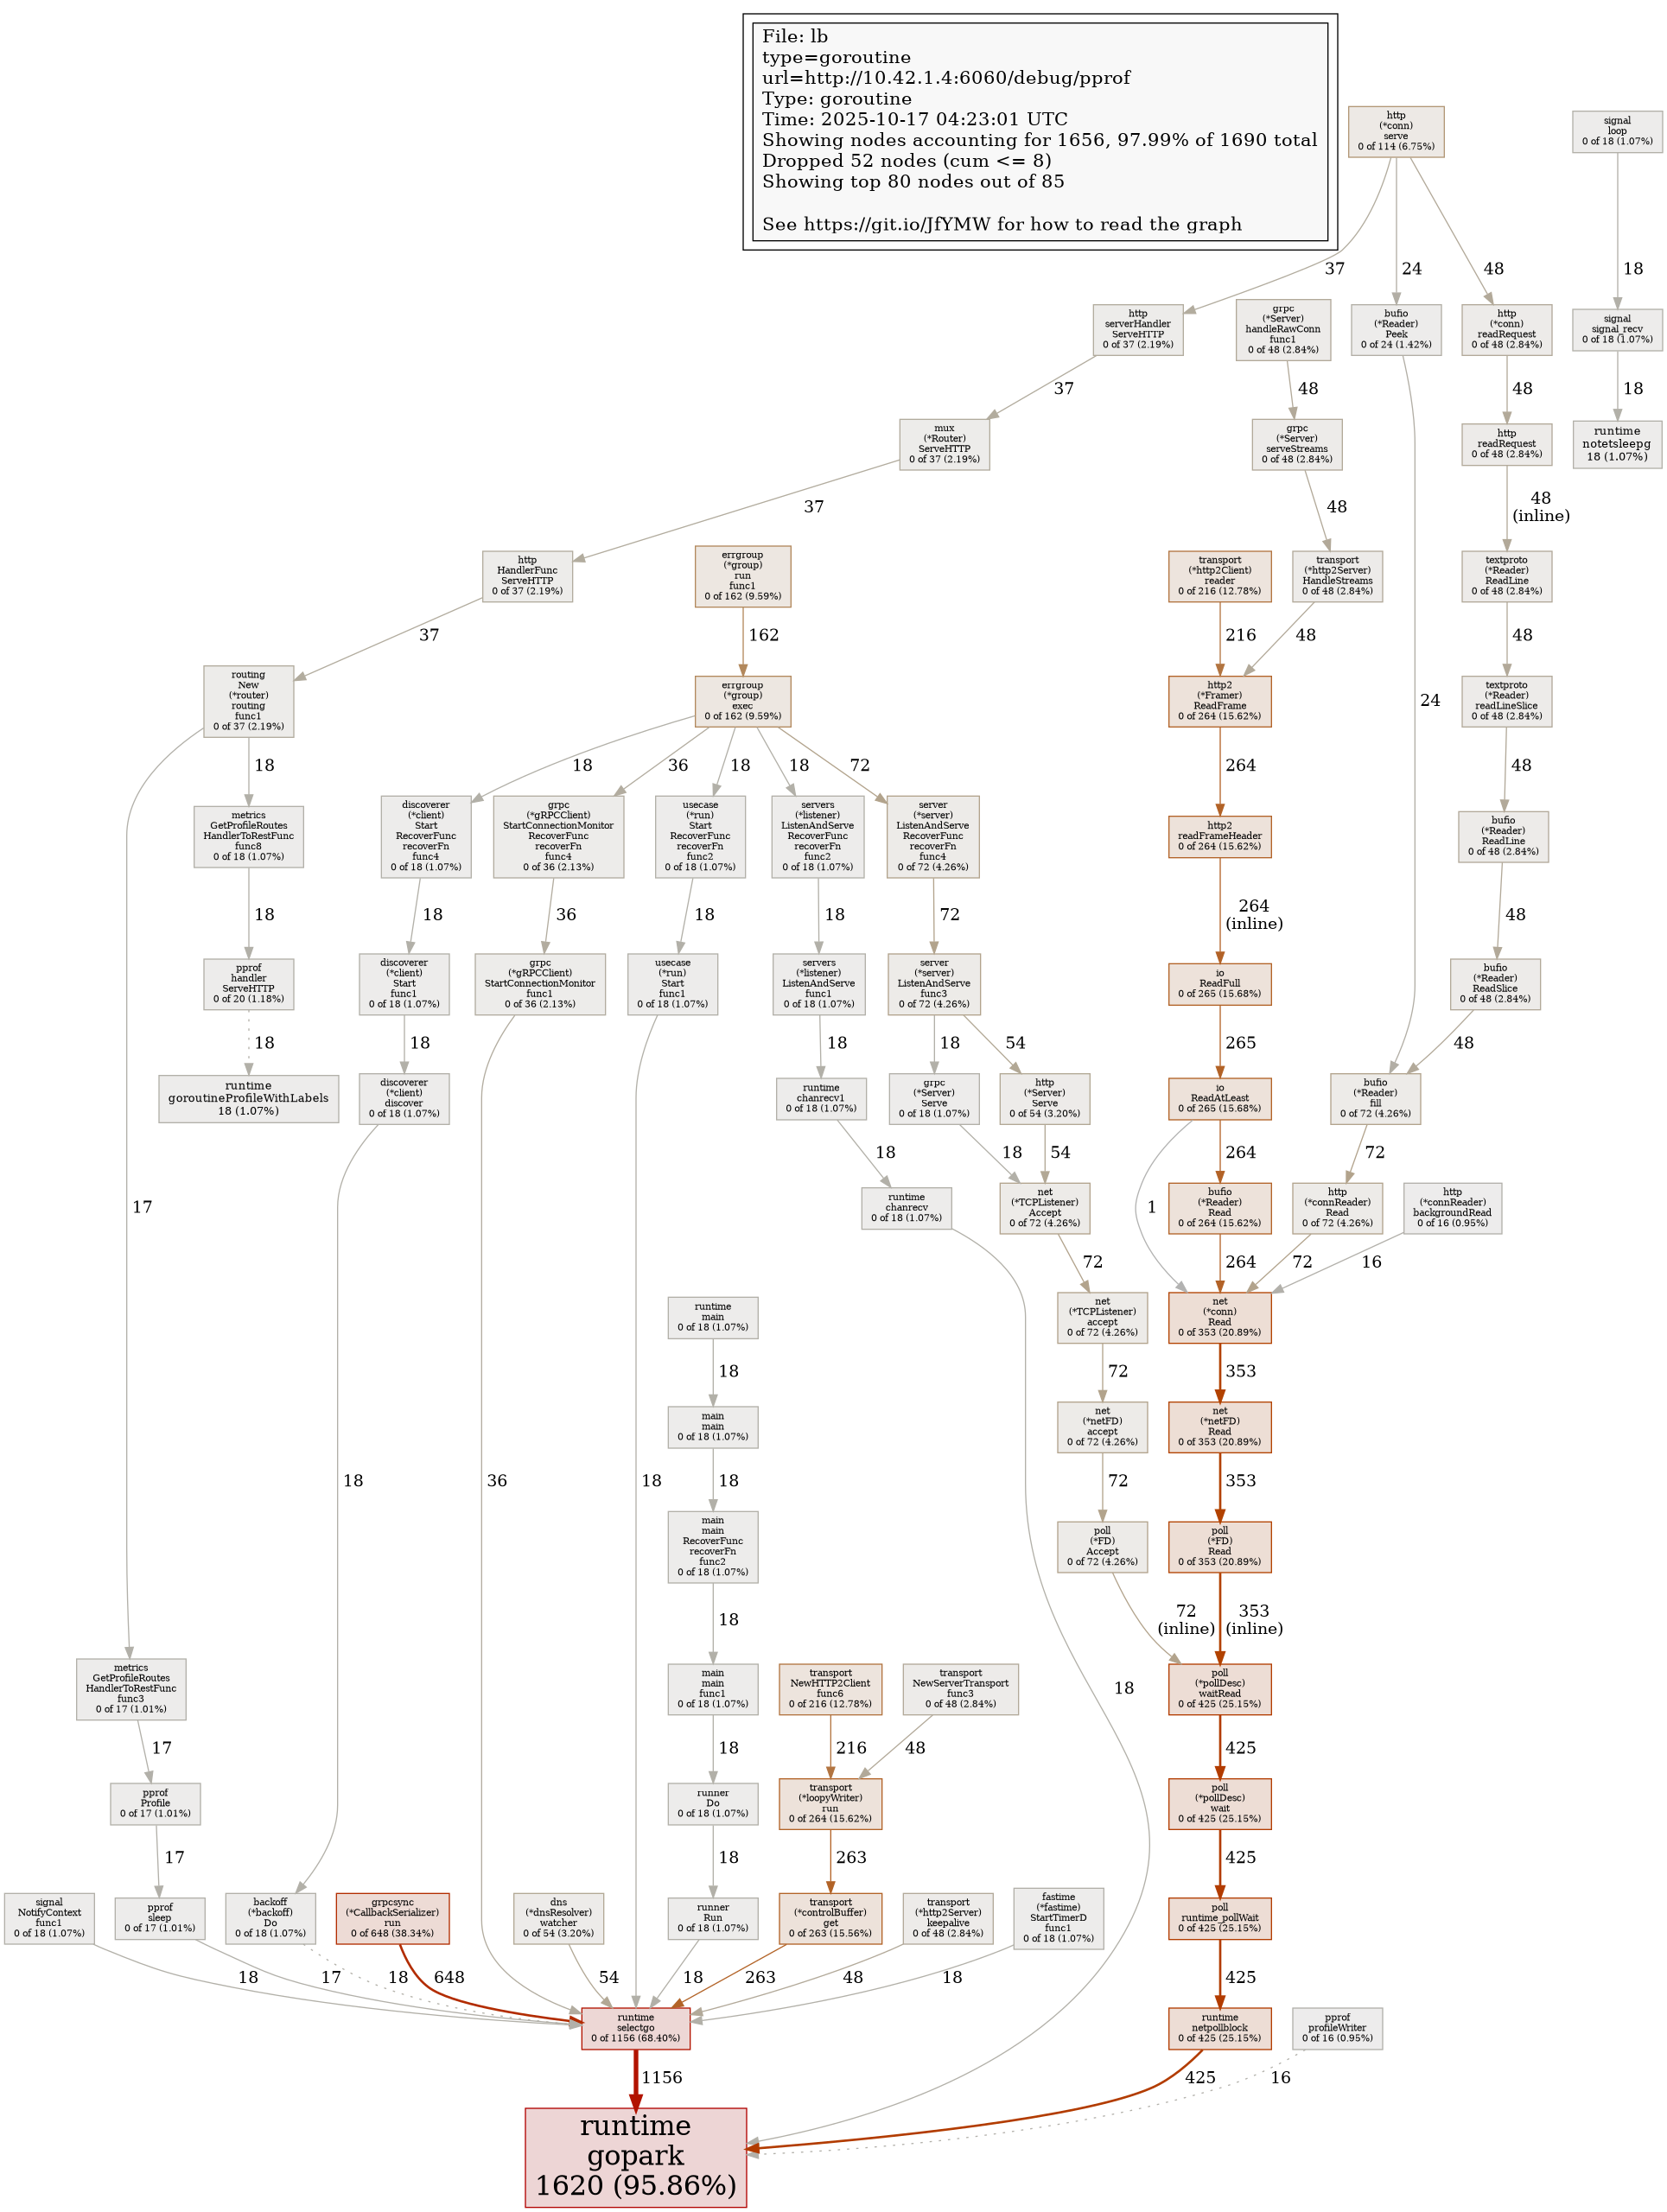 File: lb
type=goroutine
url=http://10.42.1.4:6060/debug/pprof
Type: goroutine
Time: 2025-10-17 04:23:01 UTC
Showing nodes accounting for 1656, 97.99% of 1690 total
Dropped 52 nodes (cum <= 8)
Showing top 80 nodes out of 85
See https://git.io/JfYMW for how to read the graph
http
(*conn)
serve
0 of 114 (6.75%)
signal
loop
0 of 18 (1.07%)
37
24
48
18
http
serverHandler
ServeHTTP
0 of 37 (2.19%)
grpc
(*Server)
handleRawConn
func1
0 of 48 (2.84%)
bufio
(*Reader)
Peek
0 of 24 (1.42%)
http
(*conn)
readRequest
0 of 48 (2.84%)
signal
signal_recv
0 of 18 (1.07%)
37
48
48
18
mux
(*Router)
ServeHTTP
0 of 37 (2.19%)
grpc
(*Server)
serveStreams
0 of 48 (2.84%)
http
readRequest
0 of 48 (2.84%)
runtime
notetsleepg
18 (1.07%)
37
48
48
(inline)
http
HandlerFunc
ServeHTTP
0 of 37 (2.19%)
errgroup
(*group)
run
func1
0 of 162 (9.59%)
transport
(*http2Client)
reader
0 of 216 (12.78%)
transport
(*http2Server)
HandleStreams
0 of 48 (2.84%)
textproto
(*Reader)
ReadLine
0 of 48 (2.84%)
37
162
216
48
48
routing
New
(*router)
routing
func1
0 of 37 (2.19%)
errgroup
(*group)
exec
0 of 162 (9.59%)
http2
(*Framer)
ReadFrame
0 of 264 (15.62%)
24
textproto
(*Reader)
readLineSlice
0 of 48 (2.84%)
18
18
36
18
18
72
264
48
metrics
GetProfileRoutes
HandlerToRestFunc
func8
0 of 18 (1.07%)
discoverer
(*client)
Start
RecoverFunc
recoverFn
func4
0 of 18 (1.07%)
grpc
(*gRPCClient)
StartConnectionMonitor
RecoverFunc
recoverFn
func4
0 of 36 (2.13%)
usecase
(*run)
Start
RecoverFunc
recoverFn
func2
0 of 18 (1.07%)
servers
(*listener)
ListenAndServe
RecoverFunc
recoverFn
func2
0 of 18 (1.07%)
server
(*server)
ListenAndServe
RecoverFunc
recoverFn
func4
0 of 72 (4.26%)
http2
readFrameHeader
0 of 264 (15.62%)
bufio
(*Reader)
ReadLine
0 of 48 (2.84%)
18
18
36
18
18
72
264
(inline)
48
pprof
handler
ServeHTTP
0 of 20 (1.18%)
discoverer
(*client)
Start
func1
0 of 18 (1.07%)
grpc
(*gRPCClient)
StartConnectionMonitor
func1
0 of 36 (2.13%)
usecase
(*run)
Start
func1
0 of 18 (1.07%)
servers
(*listener)
ListenAndServe
func1
0 of 18 (1.07%)
server
(*server)
ListenAndServe
func3
0 of 72 (4.26%)
io
ReadFull
0 of 265 (15.68%)
bufio
(*Reader)
ReadSlice
0 of 48 (2.84%)
18
18
18
18
54
265
48
runtime
goroutineProfileWithLabels
18 (1.07%)
discoverer
(*client)
discover
0 of 18 (1.07%)
runtime
chanrecv1
0 of 18 (1.07%)
grpc
(*Server)
Serve
0 of 18 (1.07%)
http
(*Server)
Serve
0 of 54 (3.20%)
io
ReadAtLeast
0 of 265 (15.68%)
bufio
(*Reader)
fill
0 of 72 (4.26%)
18
18
54
264
72
17
runtime
chanrecv
0 of 18 (1.07%)
net
(*TCPListener)
Accept
0 of 72 (4.26%)
1
bufio
(*Reader)
Read
0 of 264 (15.62%)
http
(*connReader)
Read
0 of 72 (4.26%)
http
(*connReader)
backgroundRead
0 of 16 (0.95%)
72
264
72
16
runtime
main
0 of 18 (1.07%)
net
(*TCPListener)
accept
0 of 72 (4.26%)
net
(*conn)
Read
0 of 353 (20.89%)
18
72
353
main
main
0 of 18 (1.07%)
net
(*netFD)
accept
0 of 72 (4.26%)
net
(*netFD)
Read
0 of 353 (20.89%)
18
36
18
18
72
353
main
main
RecoverFunc
recoverFn
func2
0 of 18 (1.07%)
poll
(*FD)
Accept
0 of 72 (4.26%)
poll
(*FD)
Read
0 of 353 (20.89%)
18
72
(inline)
353
(inline)
metrics
GetProfileRoutes
HandlerToRestFunc
func3
0 of 17 (1.01%)
main
main
func1
0 of 18 (1.07%)
transport
NewHTTP2Client
func6
0 of 216 (12.78%)
transport
NewServerTransport
func3
0 of 48 (2.84%)
18
poll
(*pollDesc)
waitRead
0 of 425 (25.15%)
17
18
216
48
425
pprof
Profile
0 of 17 (1.01%)
runner
Do
0 of 18 (1.07%)
transport
(*loopyWriter)
run
0 of 264 (15.62%)
poll
(*pollDesc)
wait
0 of 425 (25.15%)
17
18
263
425
signal
NotifyContext
func1
0 of 18 (1.07%)
pprof
sleep
0 of 17 (1.01%)
backoff
(*backoff)
Do
0 of 18 (1.07%)
grpcsync
(*CallbackSerializer)
run
0 of 648 (38.34%)
dns
(*dnsResolver)
watcher
0 of 54 (3.20%)
runner
Run
0 of 18 (1.07%)
transport
(*controlBuffer)
get
0 of 263 (15.56%)
transport
(*http2Server)
keepalive
0 of 48 (2.84%)
fastime
(*fastime)
StartTimerD
func1
0 of 18 (1.07%)
poll
runtime_pollWait
0 of 425 (25.15%)
18
17
18
648
54
18
263
48
18
425
runtime
selectgo
0 of 1156 (68.40%)
runtime
netpollblock
0 of 425 (25.15%)
pprof
profileWriter
0 of 16 (0.95%)
1156
425
16
runtime
gopark
1620 (95.86%)